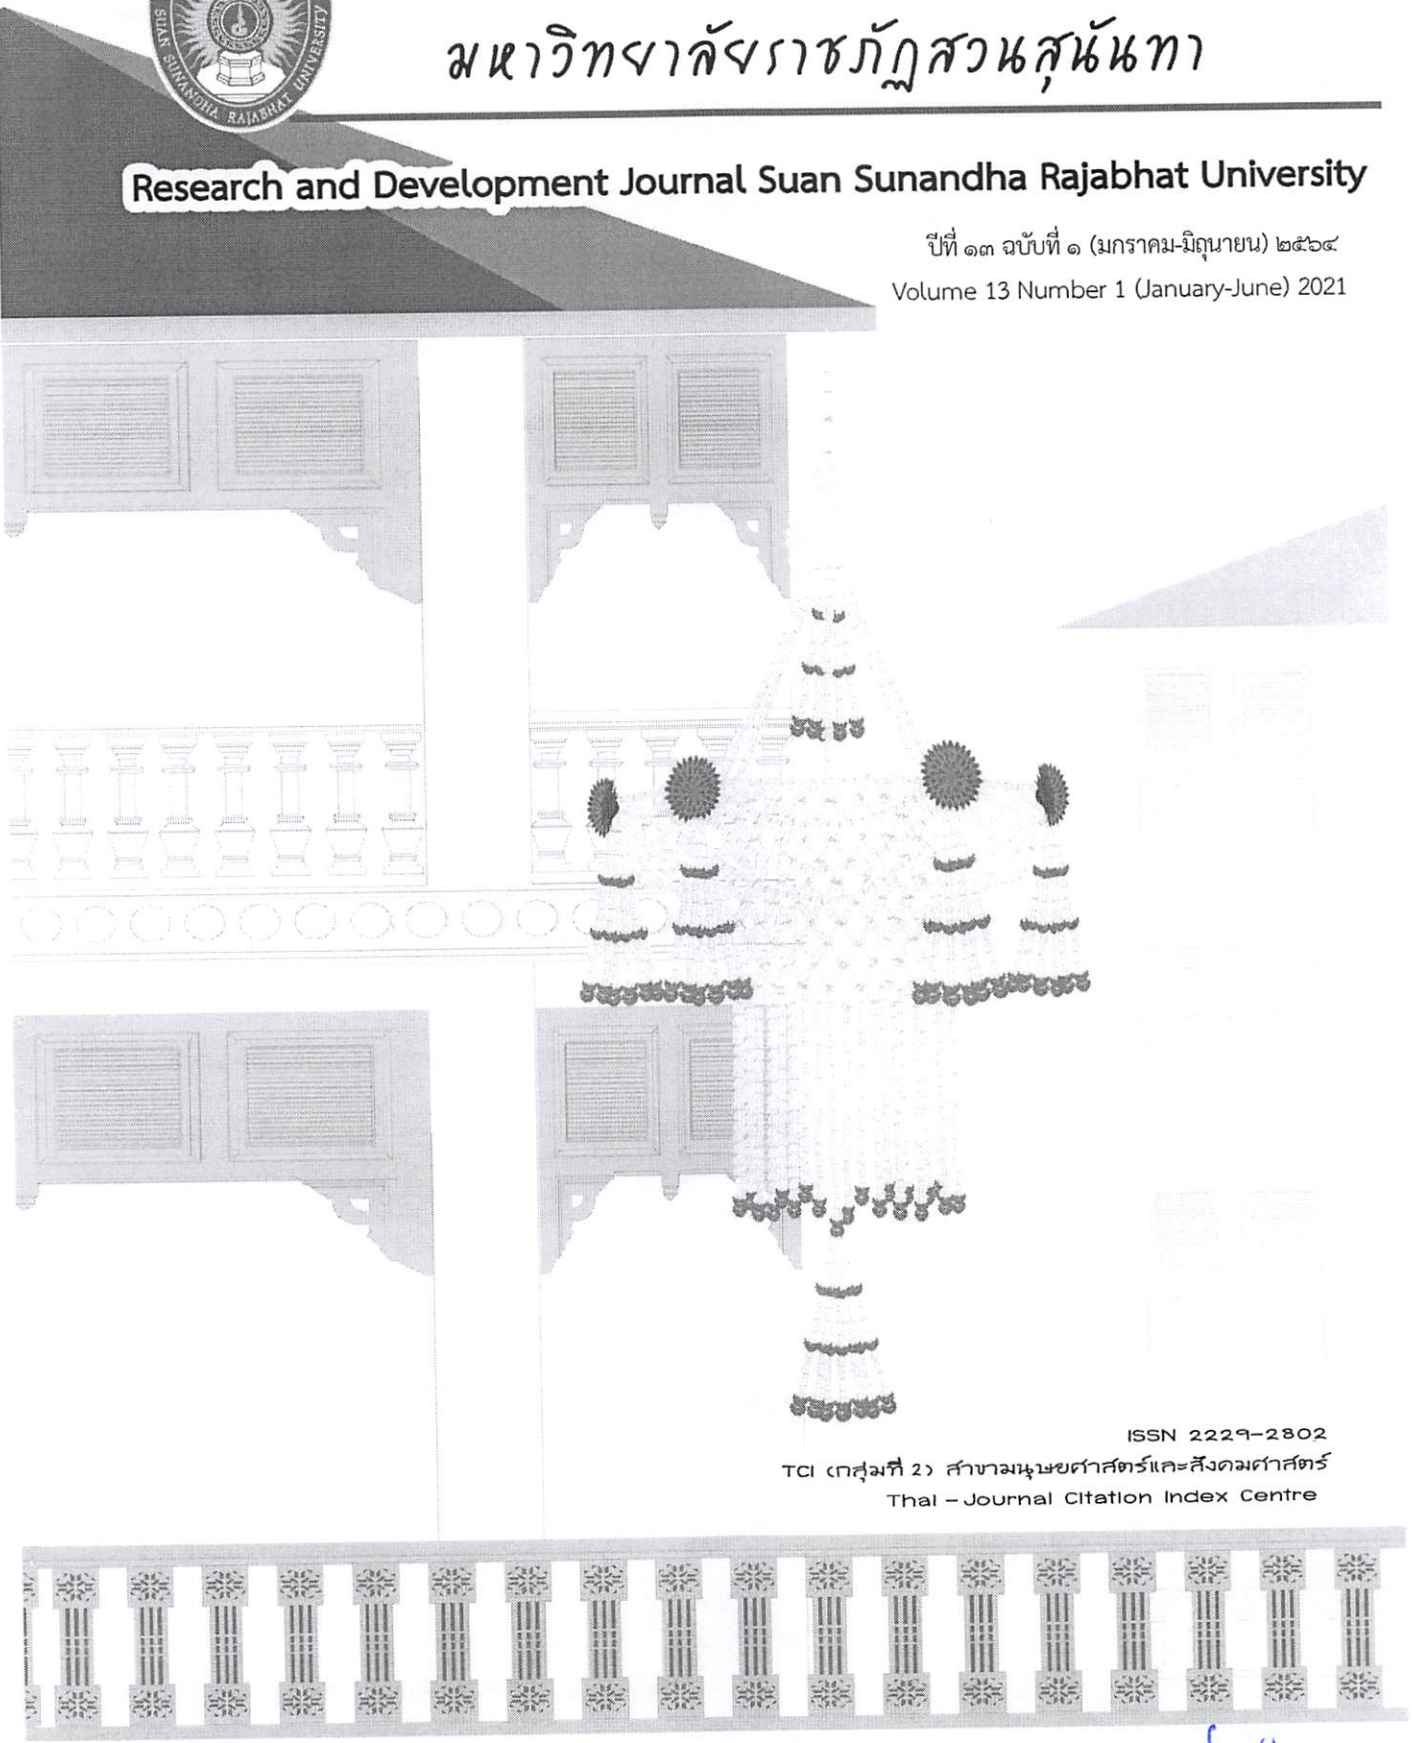 SUAN SUNANDHA RAJABHAT UNIVERSITY
มหาวิทยาลัยราชภัฏสวนสุนันทา
Research and Development Journal Suan Sunandha Rajabhat University
ปีที่ ๑๓ ฉบับที่ ๑ (มกราคม-มิถุนายน) ๒๕๖๔
Volume 13 Number 1 (January-June) 2021
ISSN 2229-2802
TCI (กลุ่มที่ 2) สาขามนุษยศาสตร์และสังคมศาสตร์
Thai - Journal Citation Index Centre